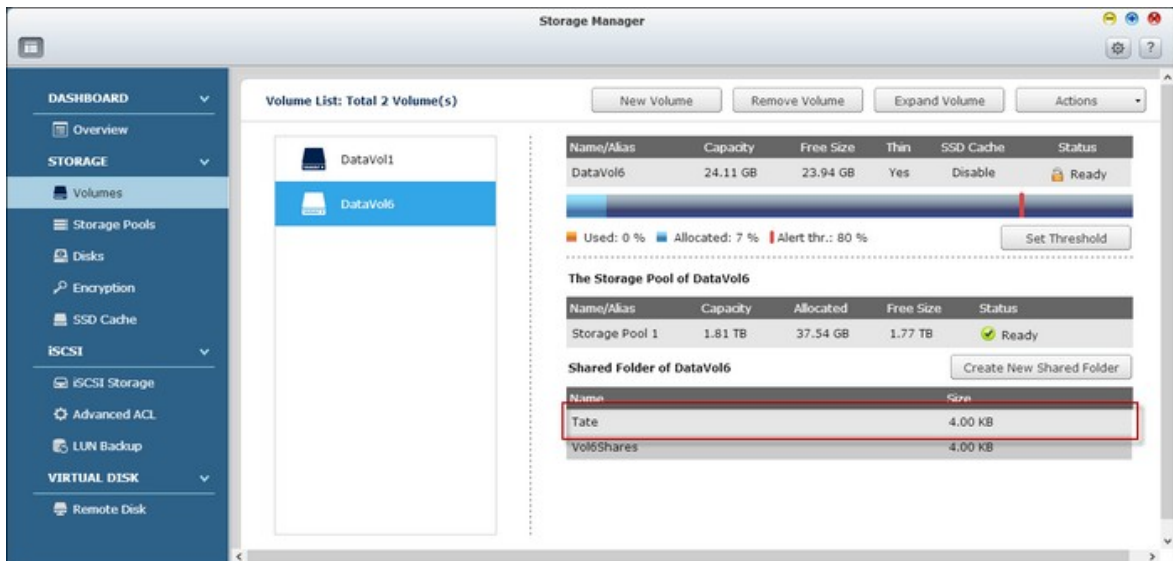 Storage Manager
?
DASHBOARD
Overview
STORAGE
Volumes
Storage Pools
Disks
Encryption
SSD Cache
iSCSI
iSCSI Storage
Advanced ACL
LUN Backup
VIRTUAL DISK
Remote Disk
Volume List: Total 2 Volume(s)
New Volume
Remove Volume
Expand Volume
Actions
DataVol1
DataVol6
Name/Alias Capacity Free Size Thin SSD Cache Status
DataVol6 24.11 GB 23.94 GB Yes Disable Ready
Used: 0 % Allocated: 7 % Alert thr.: 80 %
Set Threshold
The Storage Pool of DataVol6
Name/Alias Capacity Allocated Free Size Status
Storage Pool 1 1.81 TB 37.54 GB 1.77 TB Ready
Shared Folder of DataVol6
Create New Shared Folder
Name Size
Tate 4.00 KB
Vol6Shares 4.00 KB